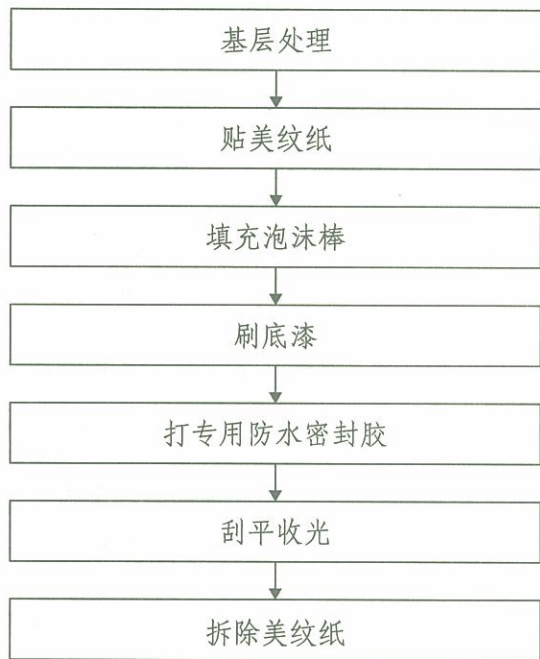 基层处理
贴美纹纸
填充泡沫棒
刷底漆
打专用防水密封胶
刮平收光
拆除美纹纸